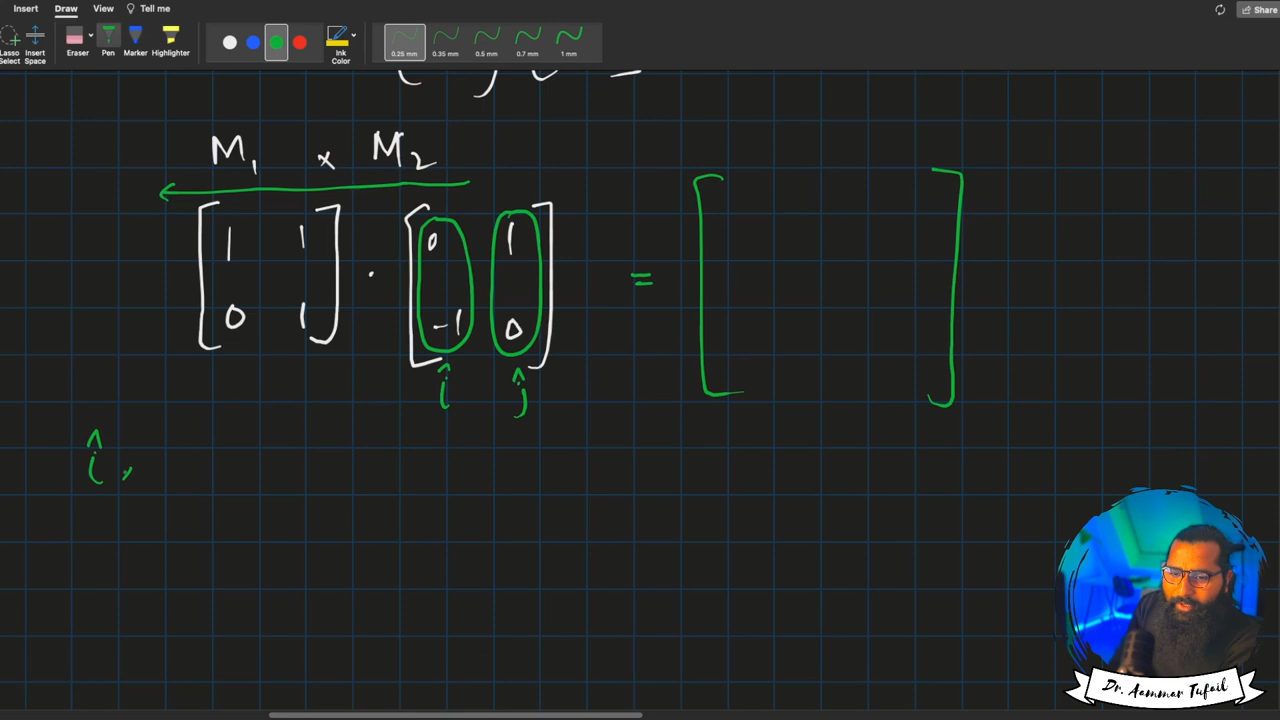 Insert Draw View Tell me Share
Lasso Select Insert Space Eraser Pen Marker Highlighter Ink Color 0.25 mm 0.35 mm 0.5 mm 0.7 mm 1 mm
M₁ × M₂
[1 1] · [0 1] = [ ]
[0 1] [-1 0]
î ĵ
î ×
Dr. Aammar Tufail